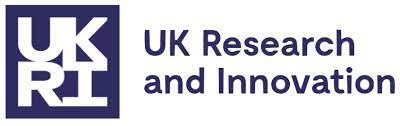 UK
RI
UK Research
and Innovation